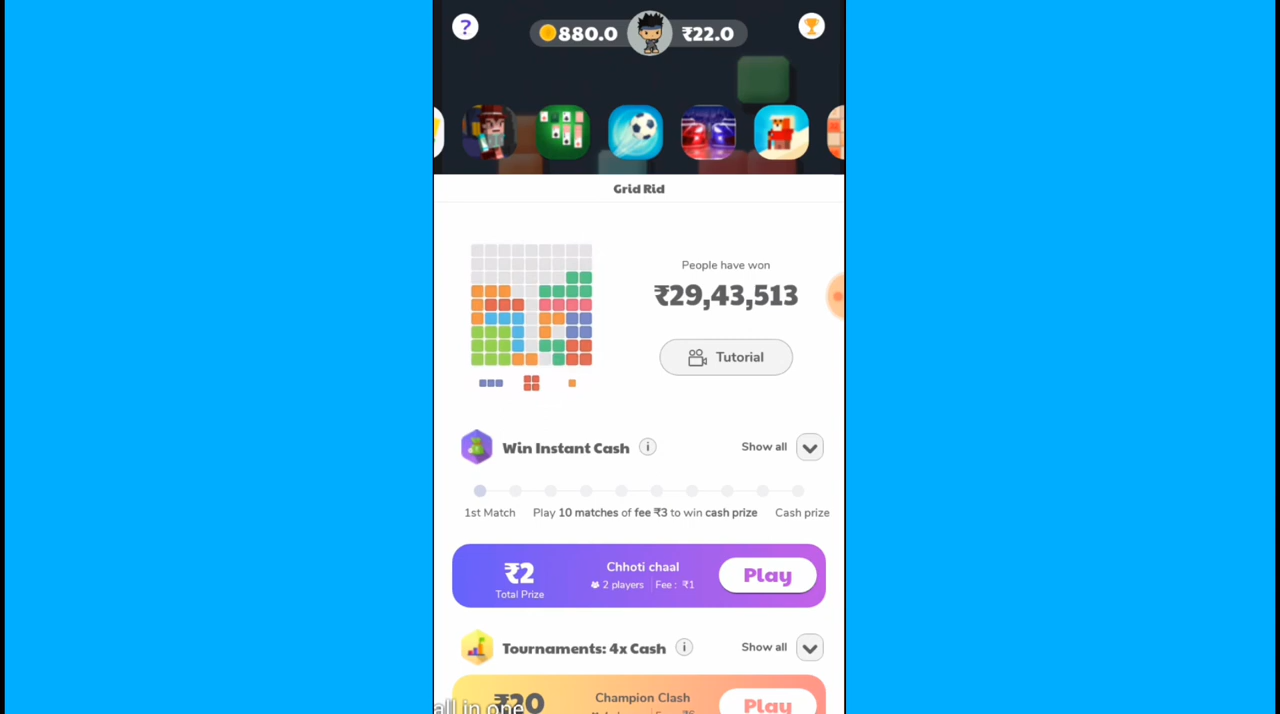 ?
880.0
₹22.0
Grid Rid
People have won
₹29,43,513
Tutorial
Win Instant Cash i
Show all
1st Match
Play 10 matches of fee ₹3 to win cash prize
Cash prize
₹2
Total Prize
Chhoti chaal
2 players Fee : ₹1
Play
Tournaments: 4x Cash i
Show all
₹20
Champion Clash
Play
all in one